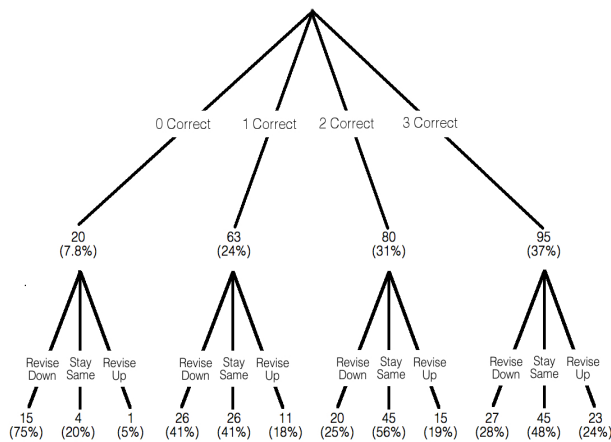 0 Correct 1 Correct 2 Correct 3 Correct
20 63 80 95
(7.8%) (24%) (31%) (37%)
Revise Stay Revise Revise Stay Revise Revise Stay Revise Revise Stay Revise
Down Same Up Down Same Up Down Same Up Down Same Up
15 4 1 26 26 11 20 45 15 27 45 23
(75%) (20%) (5%) (41%) (41%) (18%) (25%) (56%) (19%) (28%) (48%) (24%)